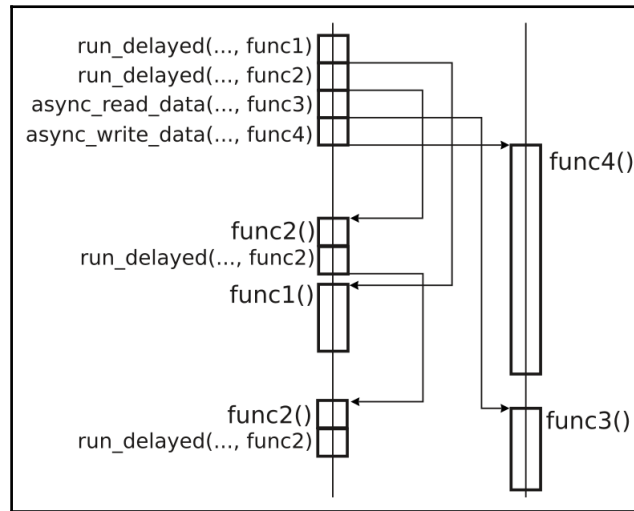 run_delayed(..., func1)
run_delayed(..., func2)
async_read_data(..., func3)
async_write_data(..., func4)
func4()
func2()
run_delayed(..., func2)
func1()
func2()
func3()
run_delayed(..., func2)